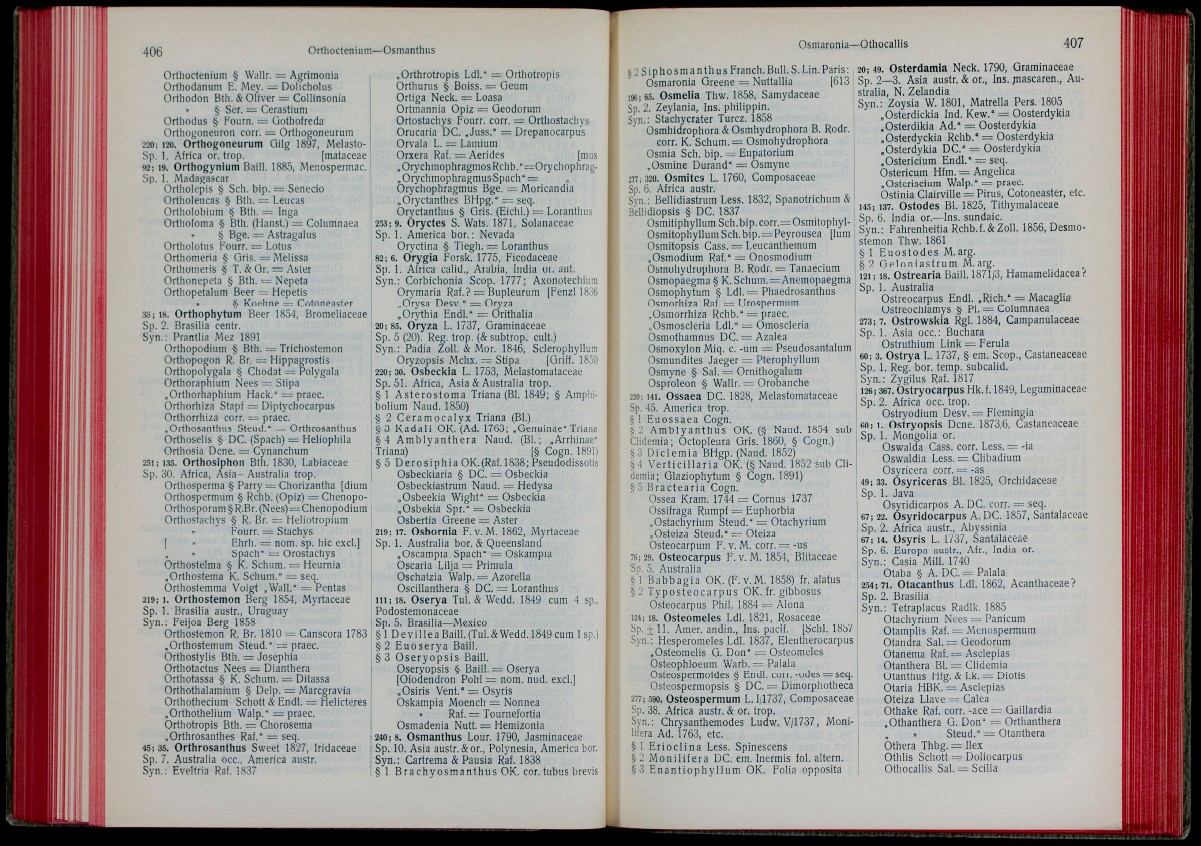 406
Orthoctenium—Osmanthus
Orthoctenium § Wallr. = Agrimonia
Orthodanum E. Mey. = Dolicholus
Orthodon Bth. & Oliver = Collinsonia
„ § Ser. = Cerastium
Orthodus § Fourn. = Gothofreda
Orthogoneuron corr. = Orthogoneurum
220; 120. Orthogoneurum Gilg 1897, Melasto-
Sp. 1. Africa or. trop. [mataceae
92; 19. Orthogynium Baill. 1885, Menospermac.
Sp. 1. Madagascar
Ortholepis § Sch. bip. = Senecio
Ortholeucas § Bth. = Leucas
Ortholobium § Bth. = Inga
Ortholoma § Bth. (Hanst.) = Columnaea
„ § Bge. = Astragalus
Ortholotus Fourr. = Lotus
Orthomeria § Gris. = Melissa
Orthomeris § T. & Gr. = Aster
Orthonepeta § Bth. = Nepeta
Orthopetalum Beer = Hepetis
„ § Koehne = Cotoneaster
33; 18. Orthophytum Beer 1854, Bromeliaceae
Sp. 2. Brasilia centr.
Syn.: Prantlia Mez 1891
Orthopodium § Bth. = Trichostemon
Orthopogon R. Br. = Hippagrostis
Orthopolygala § Chodat = Polygala
Orthoraphium Nees = Stipa
„Orthorhaphium Hack.“ = praec.
Orthorhiza Stapf = Diptychocarpus
Orthorrhiza corr. = praec.
„Orthosanthus Steud.“ = Orthrosanthus
Orthoselis § DC. (Spach) = Heliophila
Orthosia Dcne. = Cynanchum
251; 135. Orthosiphon Bth. 1830, Labiaceae
Sp. 30. Africa, Asia- Australia trop.
Orthosperma § Parry = Chorizantha [dium
Orthospermum § Rchb. (Opiz) = Chenopo-
Orthosporum § R.Br. (Nees) = Chenopodium
Orthostachys § R. Br. = Heliotropium
„ Fourr. = Stachys
[ „ Ehrh. = nom. sp. hic excl.]
„ „ Spach“ = Orostachys
Orthostelma § K. Schum. = Heurnia
„Orthostema K. Schum.“ = seq.
Orthostemma Voigt „Wall.“ = Pentas
219; 1. Orthostemon Berg 1854, Myrtaceae
Sp. 1. Brasilia austr., Uruguay
Syn.: Feijoa Berg 1858
Orthostemon R. Br. 1810 = Canscora 1783
„Orthostemum Steud.“ = praec.
Orthostylis Bth. = Josephia
Orthotactus Nees = Dianthera
Orthotassa § K. Schum. = Ditassa
Orthothalamium § Delp. = Marcgravia
Orthothecium Schott & Endl. = Helicteres
„Orthothelium Walp.“ = praec.
Orthotropis Bth. = Chorosema
„Orthrosanthes Raf.“ = seq.
45; 35. Orthrosanthus Sweet 1827, Iridaceae
Sp. 7. Australia occ., America austr.
Syn.: Eveltria Raf. 1837
„Orthrotropis Ldl.“ = Orthotropis
Orthurus § Boiss. = Geum
Ortiga Neck. = Loasa
Ortmannia Opiz = Geodorum
Ortostachys Fourr. corr. = Orthostachys
Orucaria DC. „Juss.“ = Drepanocarpus
Orvala L. = Lamium
Orxera Raf. = Aerides [mus
„Orychmophragmos Rchb.“ = Orychophrag-
„Orychmophragmus Spach“ = „
Orychophragmus Bge. = Moricandia
„Oryctanthes BHpg.“ = seq.
Oryctanthus § Gris. (Eichl.) = Loranthus
253; 9. Oryctes S. Wats. 1871, Solanaceae
Sp. 1. America bor.: Nevada
Oryctina § Tiegh. = Loranthus
82; 6. Orygia Forsk. 1775, Ficodaceae
Sp. 1. Africa calid., Arabia, India or. ant.
Syn.: Corbichonia Scop. 1777; Axonotechium
Orymaria Raf.? = Bupleurum [Fenzl 1836
„Orysa Desv.“ = Oryza
„Orythia Endl.“ = Orithalia
20; 85. Oryza L. 1737, Graminaceae
Sp. 5 (20). Reg. trop. (& subtrop. cult.)
Syn.: Padia Zoll. & Mor. 1846, Sclerophyllum
Oryzopsis Mchx. = Stipa [Griff. 1850
220; 30. Osbeckia L. 1753, Melastomataceae
Sp. 51. Africa, Asia & Australia trop.
§ 1 Asterostoma Triana (Bl. 1849; § Amphi-
bolium Naud. 1850)
§ 2 Ceramocalyx Triana (Bl.)
§ 3 Kadali OK. (Ad. 1763; „Genuinae“ Triana
§ 4 Amblyanthera Naud. (Bl.; „Arrhinae“
Triana) [§ Cogn. 1891)
§ 5 Derosiphia OK. (Raf. 1838; Pseudodissotis
Osbeckiaria § DC. = Osbeckia
Osbeckiastrum Naud. = Hedysa
„Osbeekia Wight“ = Osbeckia
„Osbekia Spr.“ = Osbeckia
Osbertia Greene = Aster
219; 17. Osbornia F. v. M. 1862, Myrtaceae
Sp. 1. Australia bor. & Queensland
„Oscampia Spach“ = Oskampia
Oscaria Lilja = Primula
Oschatzia Walp. = Azorella
Oscillanthera § DC. = Loranthus
111; 18. Oserya Tul. & Wedd. 1849 cum 4 sp.,
Podostemonaceae
Sp. 5. Brasilia—Mexico
§ 1 Devillea Baill. (Tul. & Wedd. 1849 cum 1 sp.)
§ 2 Euoserya Baill.
§ 3 Oseryopsis Baill.
Oseryopsis § Baill. = Oserya
[Oiodendron Pohl = nom. nud. excl.]
„Osiris Vent.“ = Osyris
Oskampia Moench = Nonnea
„ Raf. = Tournefortia
Osmadenia Nutt. = Hemizonia
240; 8. Osmanthus Lour. 1790, Jasminaceae
Sp. 10. Asia austr. & or., Polynesia, America bor.
Syn.: Cartrema & Pausia Raf. 1838
§ 1 Brachyosmanthus OK. cor. tubus brevis
Osmaronia—Othocallis
407
§ 2 Siphosmanthus Franch. Bull. S. Lin. Paris:
Osmaronia Greene = Nuttallia [613
196; 65. Osmelia Thw. 1858, Samydaceae
Sp. 2. Zeylania, Ins. philippin.
Syn.: Stachycrater Turcz. 1858
Osmhidrophora & Osmhydrophora B. Rodr.
corr. K. Schum. = Osmohydrophora
Osmia Sch. bip. = Eupatorium
„Osmine Durand“ = Osmyne
277; 320. Osmites L. 1760, Composaceae
Sp. 6. Africa austr.
Syn.: Bellidiastrum Less. 1832, Spanotrichum &
Bellidiopsis § DC. 1837
Osmitiphyllum Sch. bip. corr. = Osmitophyl-
Osmitophyllum Sch. bip. = Peyrousea [lum
Osmitopsis Cass. = Leucanthemum
„Osmodium Raf.“ = Onosmodium
Osmohydrophora B. Rodr. = Tanaecium
Osmopaegma § K. Schum. = Anemopaegma
Osmophytum § Ldl. = Phaedrosanthus
Osmorhiza Raf. = Urospermum
„Osmorrhiza Rchb.“ = praec.
„Osmoscleria Ldl.“ = Omoscleria
Osmothamnus DC. = Azalea
Osmoxylon Miq. c. -um = Pseudosantalum
Osmundites Jaeger = Pterophyllum
Osmyne § Sal. = Ornithogalum
Osproleon § Wallr. = Orobanche
220; 141. Ossaea DC. 1828, Melastomataceae
Sp. 45. America trop.
§ 1 Euossaea Cogn.
§ 2 Amblyanthus OK. (§ Naud. 1854 sub
Clidemia; Octopleura Gris. 1860, § Cogn.)
§ 3 Diclemia BHgp. (Naud. 1852)
§ 4 Verticillaria OK. (§ Naud. 1852 sub Cli-
demia; Glaziophytum § Cogn. 1891)
§ 5 Bractearia Cogn.
Ossea Kram. 1744 = Cornus 1737
Ossifraga Rumpf = Euphorbia
„Ostachyrium Steud.“ = Otachyrium
„Osteiza Steud.“ = Oteiza
Osteocarpum F. v. M. corr. = -us
76; 29. Osteocarpus F. v. M. 1854, Blitaceae
Sp. 5. Australia
§ 1 Babbagia OK. (F. v. M. 1858) fr. alatus
§ 2 Typosteocarpus OK. fr. gibbosus
Osteocarpus Phil. 1884 = Alona
124; 18. Osteomeles Ldl. 1821, Rosaceae
Sp. ± 11. Amer. andin., Ins. pacif. [Schl. 1857
Syn.: Hesperomeles Ldl. 1837, Eleutherocarpus
„Osteomelis G. Don“ = Osteomeles
Osteophloeum Warb. = Palala
Osteospermoides § Endl. corr. -odes = seq.
Osteospermopsis § DC. = Dimorphotheca
277; 590. Osteospermum L. I/1737, Composaceae
Sp. 38. Africa austr. & or. trop.
Syn.: Chrysanthemodes Ludw. V/1737, Moni-
lifera Ad. 1763, etc.
§ 1 Erioclina Less. Spinescens
§ 2 Monilifera DC. em. Inermis fol. altern.
§ 3 Enantiophyllum OK. Folia opposita
20; 49. Osterdamia Neck. 1790, Graminaceae
Sp. 2—3. Asia austr. & or., Ins. mascaren., Au-
stralia, N. Zelandia
Syn.: Zoysia W. 1801, Matrella Pers. 1805
„Osterdickia Ind. Kew.“ = Oosterdykia
„Osterdikia Ad.“ = Oosterdykia
„Osterdyckia Rchb.“ = Oosterdykia
„Osterdykia DC.“ = Oosterdykia
„Ostericium Endl.“ = seq.
Ostericum Hfm. = Angelica
„Osteriscium Walp.“ = praec.
Ostinia Clairville = Pirus, Cotoneaster, etc.
145; 137. Ostodes Bl. 1825, Tithymalaceae
Sp. 6. India or.—Ins. sundaic.
Syn.: Fahrenheitia Rchb. f. & Zoll. 1856, Desmo-
stemon Thw. 1861
§ 1 Euostodes M. arg.
§ 2 Geloniastrum M. arg.
121; 18. Ostrearia Baill. 1871/3, Hamamelidacea?
Sp. 1. Australia
Ostreocarpus Endl. „Rich.“ = Macaglia
Ostreochlamys § Pl. = Columnaea
273; 7. Ostrowskia Rgl. 1884, Campanulaceae
Sp. 1. Asia occ.: Buchara
Ostruthium Link = Ferula
60; 3. Ostrya L. 1737, § em. Scop., Castaneaceae
Sp. 1. Reg. bor. temp. subcalid.
Syn.: Zygilus Raf. 1817
126; 367. Ostryocarpus Hk. f. 1849, Leguminaceae
Sp. 2. Africa occ. trop.
Ostryodium Desv. = Flemingia
60; 1. Ostryopsis Dcne. 1873/6, Castaneaceae
Sp. 1. Mongolia or.
Oswalda Cass. corr. Less. = -ia
Oswaldia Less. = Clibadium
Osyricera corr. = -as
49; 33. Osyriceras Bl. 1825, Orchidaceae
Sp. 1. Java
Osyridicarpos A. DC. corr. = seq.
67; 22. Osyridocarpus A. DC. 1857, Santalaceae
Sp. 2. Africa austr., Abyssinia
67; 14. Osyris L. 1737, Santalaceae
Sp. 6. Europa austr., Afr., India or.
Syn.: Casia Mill. 1740
Otaba § A. DC. = Palala
254; 71. Otacanthus Ldl. 1862, Acanthaceae?
Sp. 2. Brasilia
Syn.: Tetraplacus Radlk. 1885
Otachyrium Nees = Panicum
Otamplis Raf. = Menospermum
Otandra Sal. = Geodorum
Otanema Raf. = Asclepias
Otanthera Bl. = Clidemia
Otanthus Hfg. & Lk. = Diotis
Otaria HBK. = Asclepias
Oteiza Llave = Calea
Othake Raf. corr. -ace = Gaillardia
„Othanthera G. Don“ = Orthanthera
„ „ Steud.“ = Otanthera
Othera Thbg. = Ilex
Othlis Schott = Doliocarpus
Othocallis Sal. = Scilla